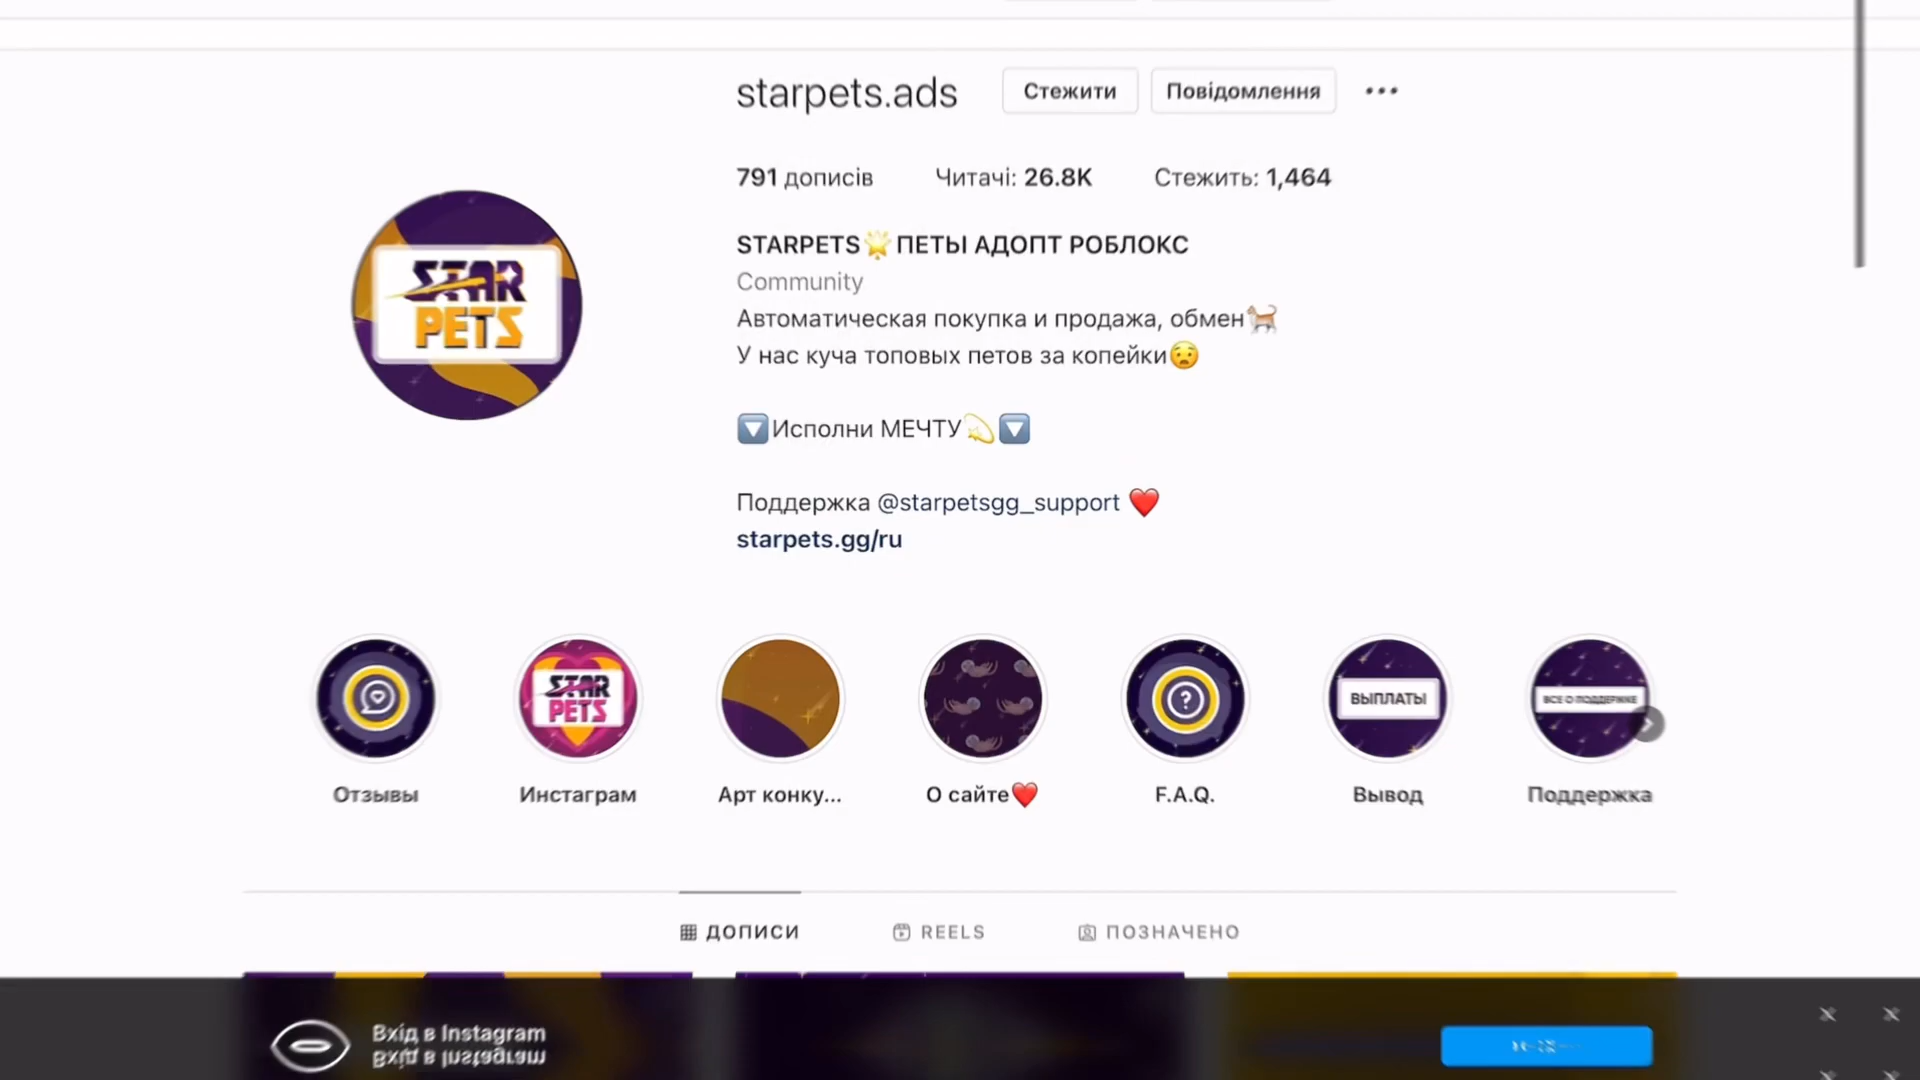 starpets.ads Стежити Повідомлення
791 дописів Читачі: 26.8K Стежить: 1,464
STARPETS🌟ПЕТЫ АДОПТ РОБЛОКС
Community
Автоматическая покупка и продажа, обмен🐈
У нас куча топовых петов за копейки😧
🔽Исполни МЕЧТУ💫🔽
Поддержка @starpetsgg_support ❤️
starpets.gg/ru
STAR
PETS
STAR
PETS
ВЫПЛАТЫ
ВСЕ О ПОДДЕРЖКЕ
Отзывы Инстаграм Арт конку... О сайте❤️ F.A.Q. Вывод Поддержка
ДОПИСИ REELS ПОЗНАЧЕНО
Вхід в Instagram